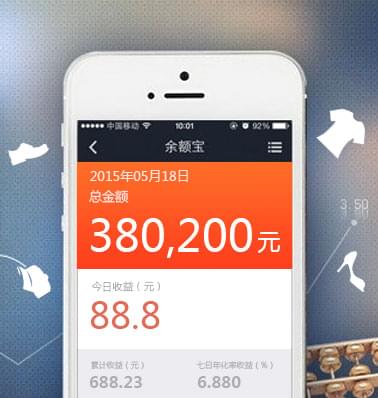 中国移动 10:01 92%
余额宝
2015年05月18日
总金额
380,200元
3.50
今日收益（元）
88.8
累计收益（元） 七日年化收益（%）
688.23 6.880